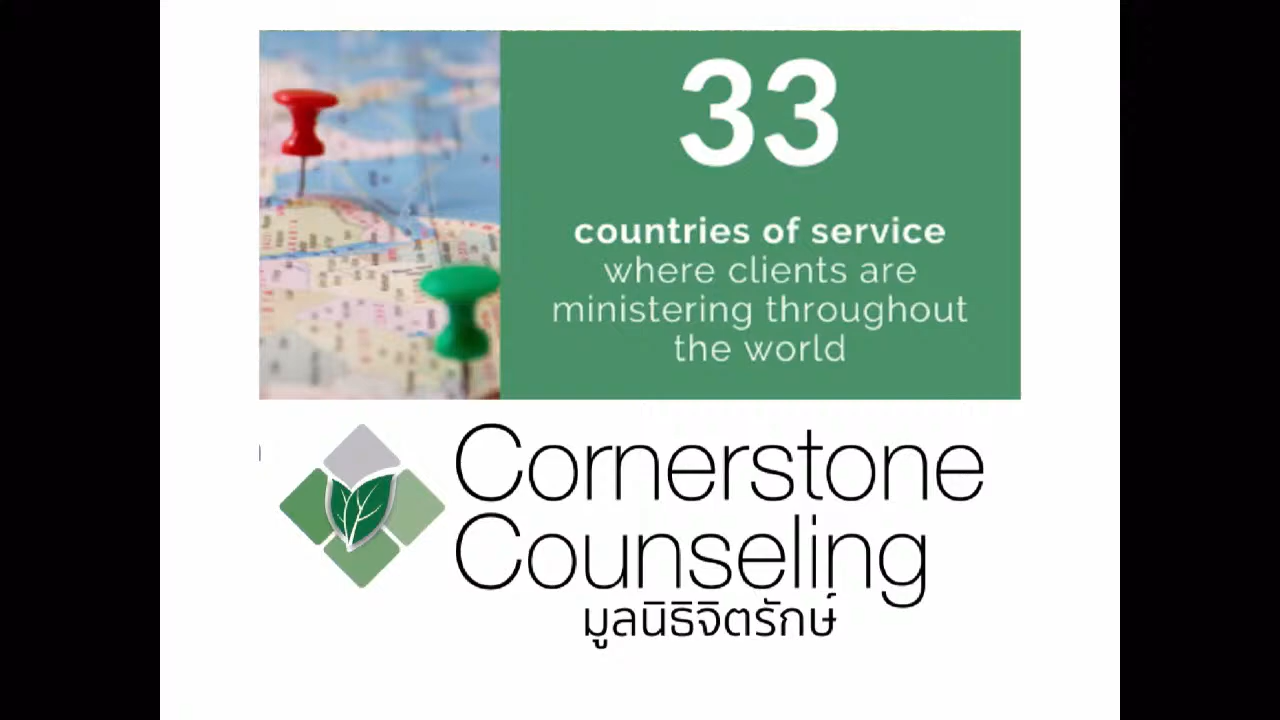 33
countries of service
where clients are
ministering throughout
the world
Cornerstone
Counseling
มูลนิธิจิตรักษ์